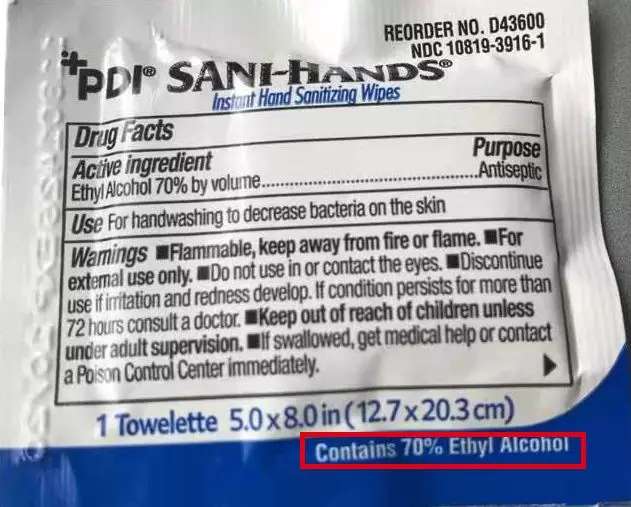 REORDER NO. D43600
NDC 10819-3916-1
PDI® SANI-HANDS®
Instant Hand Sanitizing Wipes
Drug Facts
Active ingredient Purpose
Ethyl Alcohol 70% by volume..........................................Antiseptic
Use For handwashing to decrease bacteria on the skin
Warnings ■Flammable, keep away from fire or flame. ■For
external use only. ■Do not use in or contact the eyes. ■Discontinue
use if irritation and redness develop. If condition persists for more than
72 hours consult a doctor. ■Keep out of reach of children unless
under adult supervision. ■If swallowed, get medical help or contact
a Poison Control Center immediately.
1 Towelette 5.0 x 8.0 in (12.7 x 20.3 cm)
Contains 70% Ethyl Alcohol